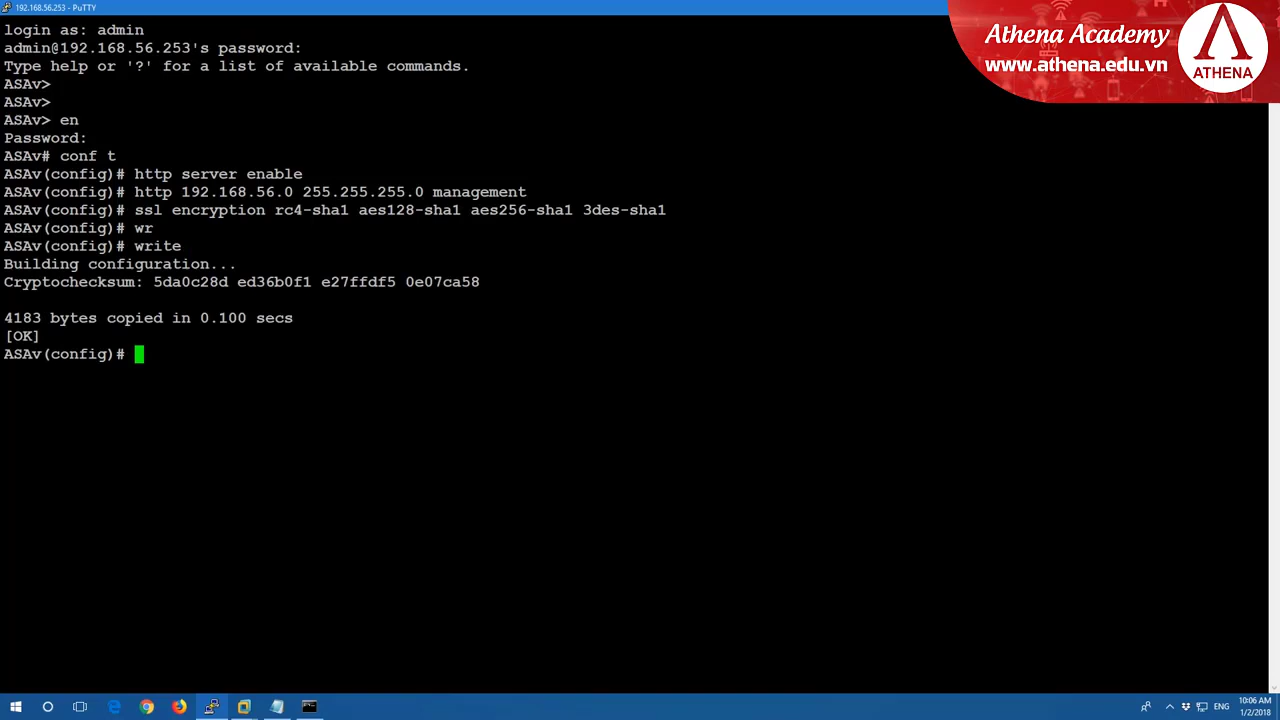 192.168.56.253 - PuTTY
login as: admin
admin@192.168.56.253's password:
Type help or '?' for a list of available commands.
ASAv>
ASAv>
ASAv> en
Password:
ASAv# conf t
ASAv(config)# http server enable
ASAv(config)# http 192.168.56.0 255.255.255.0 management
ASAv(config)# ssl encryption rc4-sha1 aes128-sha1 aes256-sha1 3des-sha1
ASAv(config)# wr
ASAv(config)# write
Building configuration...
Cryptochecksum: 5da0c28d ed36b0f1 e27ffdf5 0e07ca58
4183 bytes copied in 0.100 secs
[OK]
ASAv(config)#
Athena Academy
www.athena.edu.vn
ATHENA
ENG
10:06 AM
1/2/2018